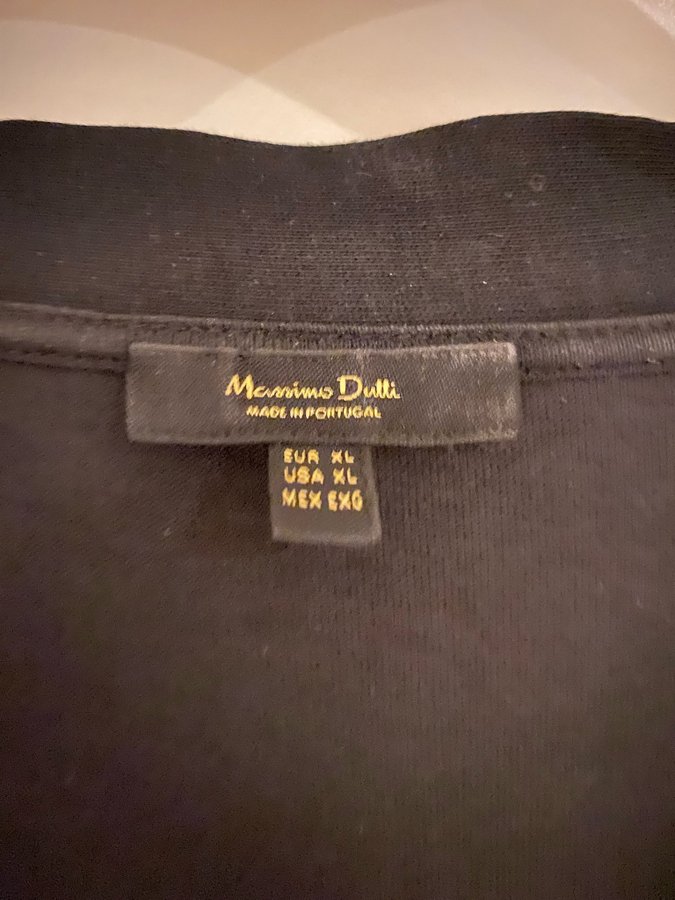 Massimo Dutti
MADE IN PORTUGAL
EUR XL
USA XL
MEX EXG